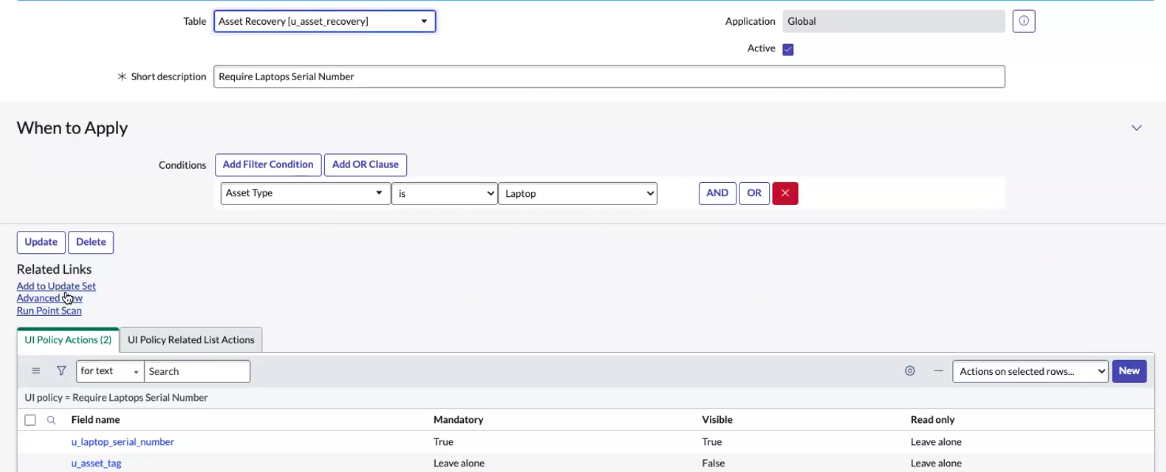 Table Asset Recovery [u_asset_recovery] Application Global
Active
* Short description Require Laptops Serial Number
When to Apply
Conditions Add Filter Condition Add OR Clause
Asset Type is Laptop AND OR
Update Delete
Related Links
Add to Update Set
Advanced
Run Point Scan
UI Policy Actions (2) UI Policy Related List Actions
for text Search Actions on selected rows... New
UI policy = Require Laptops Serial Number
Field name Mandatory Visible Read only
u_laptop_serial_number True True Leave alone
u_asset_tag Leave alone False Leave alone